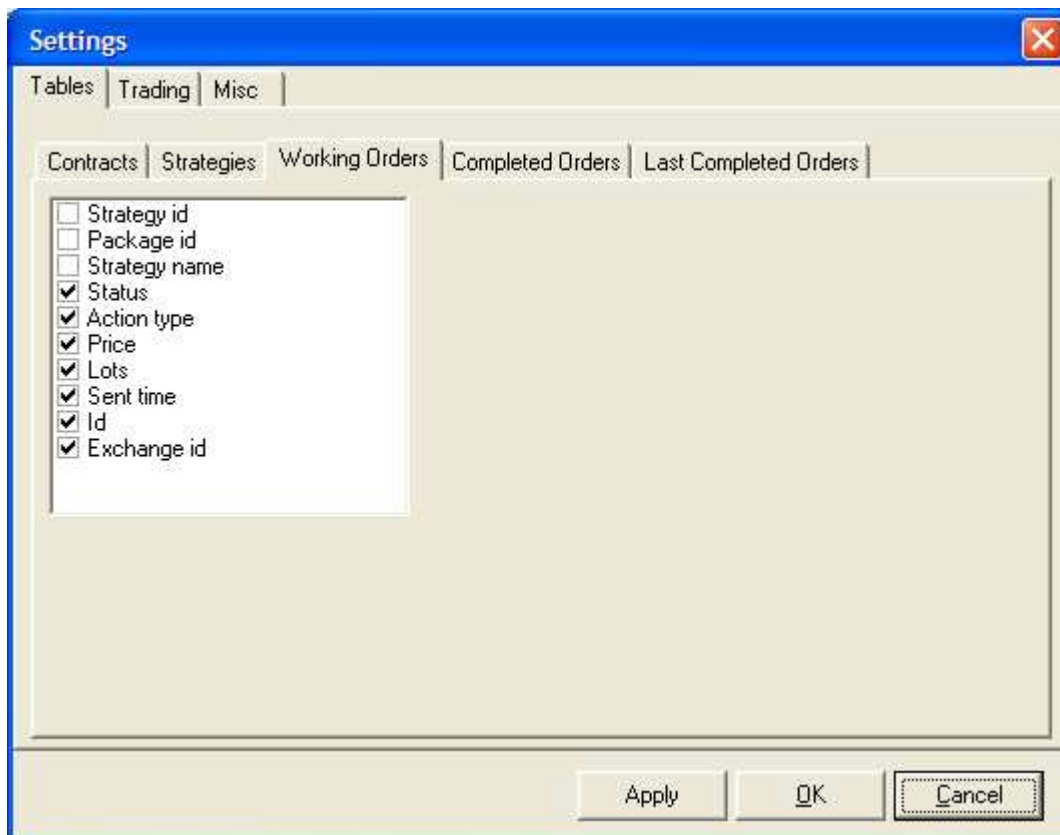 Settings
Tables Trading Misc
Contracts Strategies Working Orders Completed Orders Last Completed Orders
Strategy id
Package id
Strategy name
Status
Action type
Price
Lots
Sent time
Id
Exchange id
Apply OK Cancel